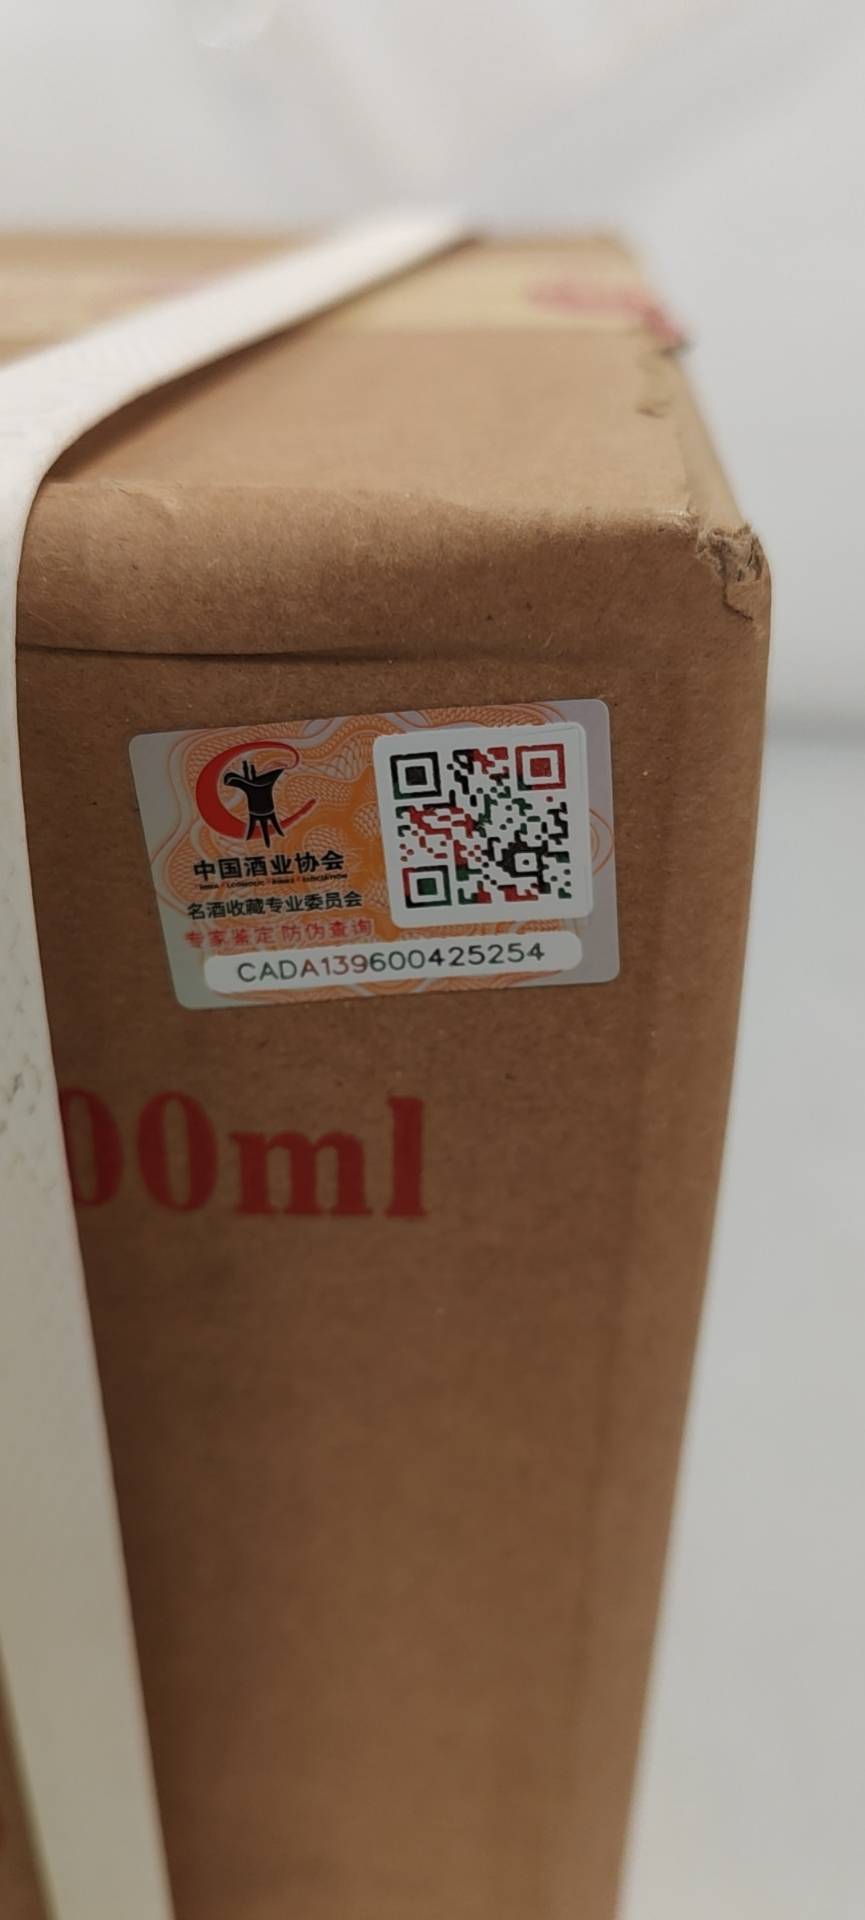 中国酒业协会
名酒收藏专业委员会
专家鉴定 防伪查询
CADA139600425254
00ml